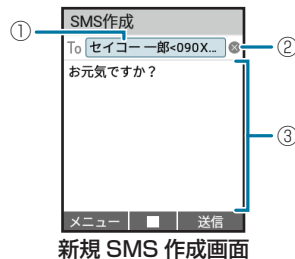 SMS作成
①
To セイコー 一郎<090X... ②
お元気ですか？
③
メニュー 送信
新規 SMS 作成画面